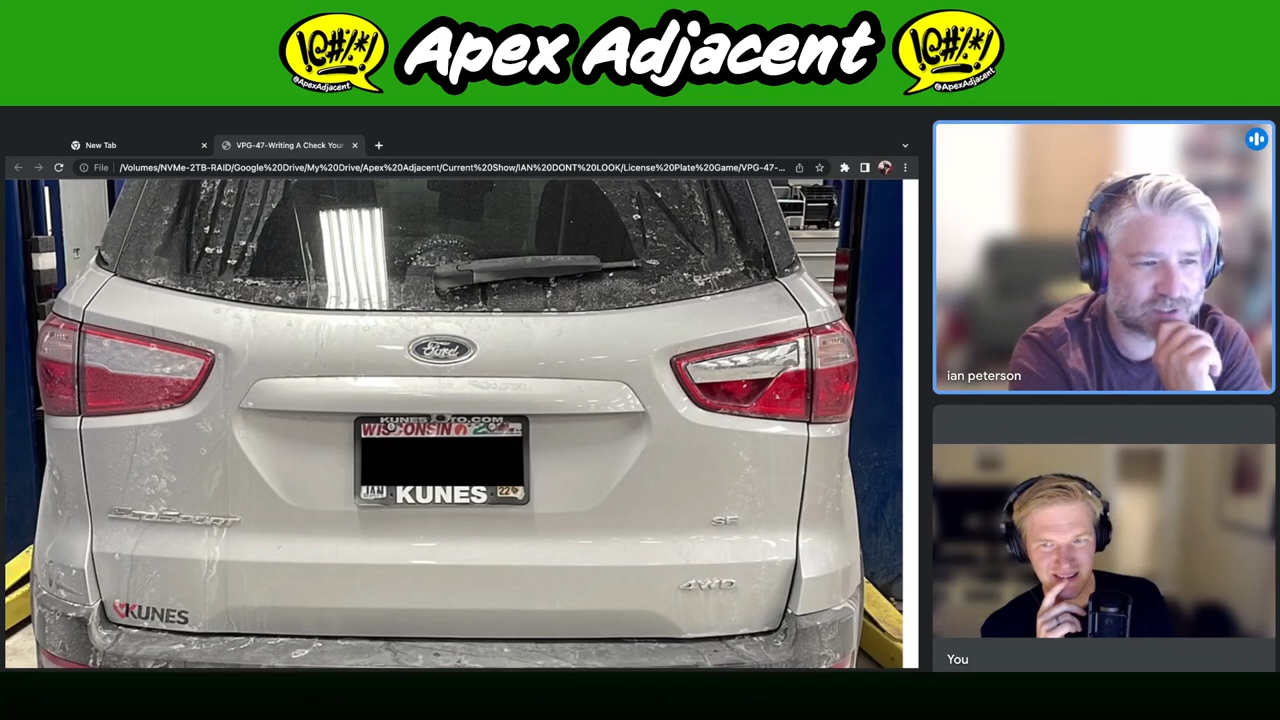 !@#/*!
@ApexAdjacent
Apex Adjacent
!@#/*!
@ApexAdjacent
New Tab
VPG-47-Writing A Check Your
File
/Volumes/NVMe-2TB-RAID/Google%20Drive/My%20Drive/Apex%20Adjacent/Current%20Show/IAN%20DONT%20LOOK/License%20Plate%20Game/VPG-47-...
Ford
WISCONSIN
JAN
22
KUNES
ECOSPORT
SE
4WD
KUNES
ian peterson
You